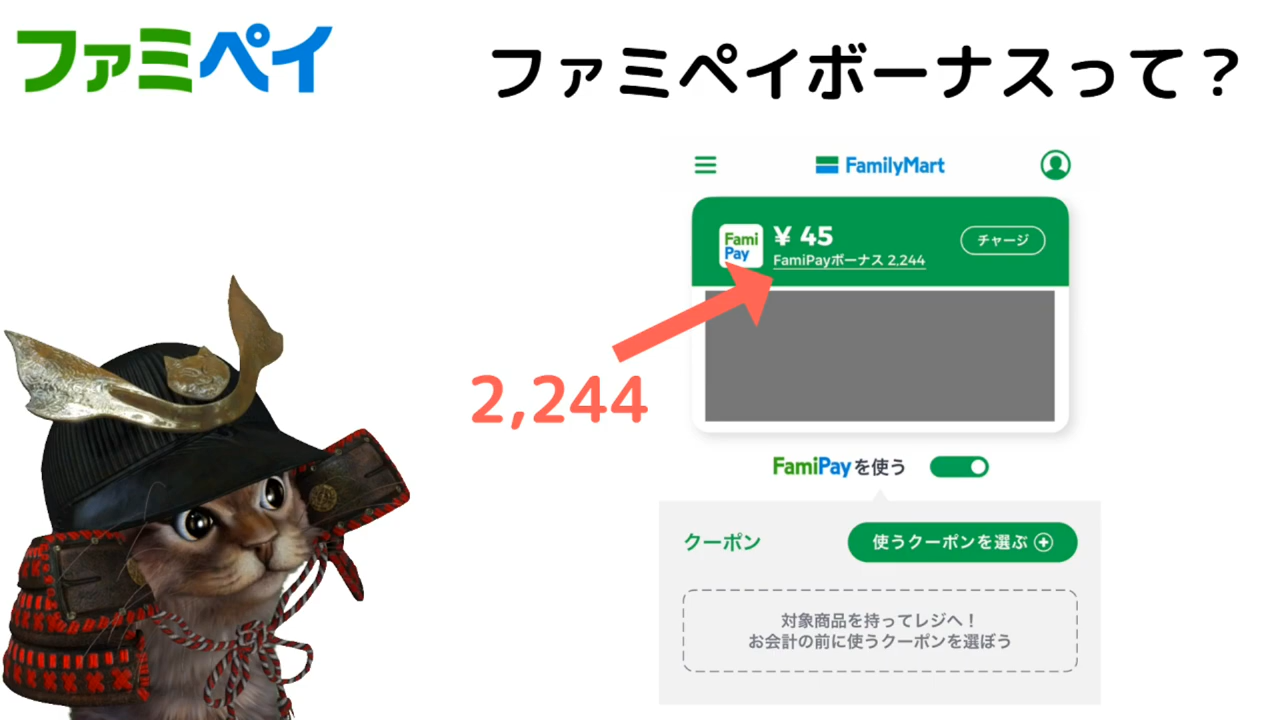 ファミペイ
ファミペイボーナスって？
FamilyMart
Fami
Pay
¥ 45
FamiPayボーナス 2,244
チャージ
2,244
FamiPayを使う
クーポン
使うクーポンを選ぶ
対象商品を持ってレジへ！
お会計の前に使うクーポンを選ぼう